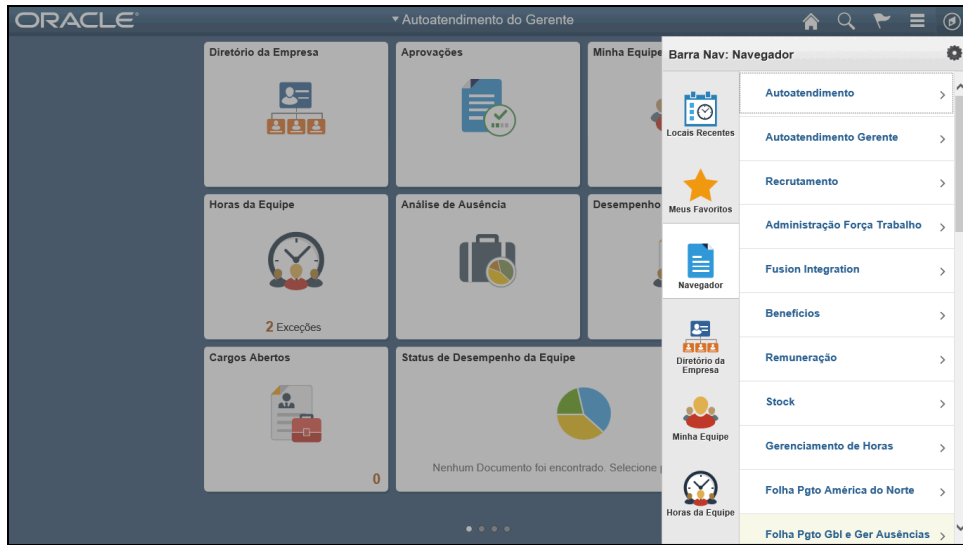 ORACLE
Autoatendimento do Gerente
Diretório da Empresa
Aprovações
Minha Equipe
Horas da Equipe
2 Exceções
Análise de Ausência
Desempenho
Cargos Abertos
0
Status de Desempenho da Equipe
Nenhum Documento foi encontrado. Selecione
Barra Nav: Navegador
Locais Recentes
Meus Favoritos
Navegador
Diretório da
Empresa
Minha Equipe
Horas da Equipe
Autoatendimento
Autoatendimento Gerente
Recrutamento
Administração Força Trabalho
Fusion Integration
Benefícios
Remuneração
Stock
Gerenciamento de Horas
Folha Pgto América do Norte
Folha Pgto Gbl e Ger Ausências